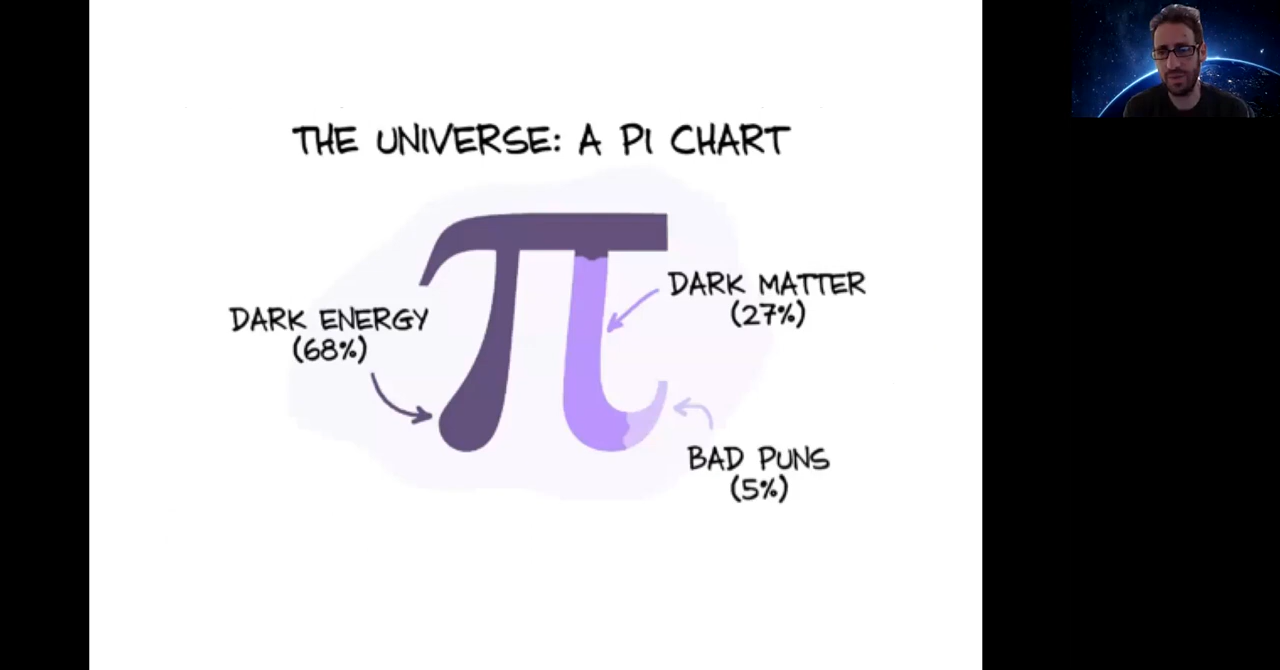 THE UNIVERSE: A PI CHART
DARK MATTER
(27%)
DARK ENERGY
(68%)
BAD PUNS
(5%)